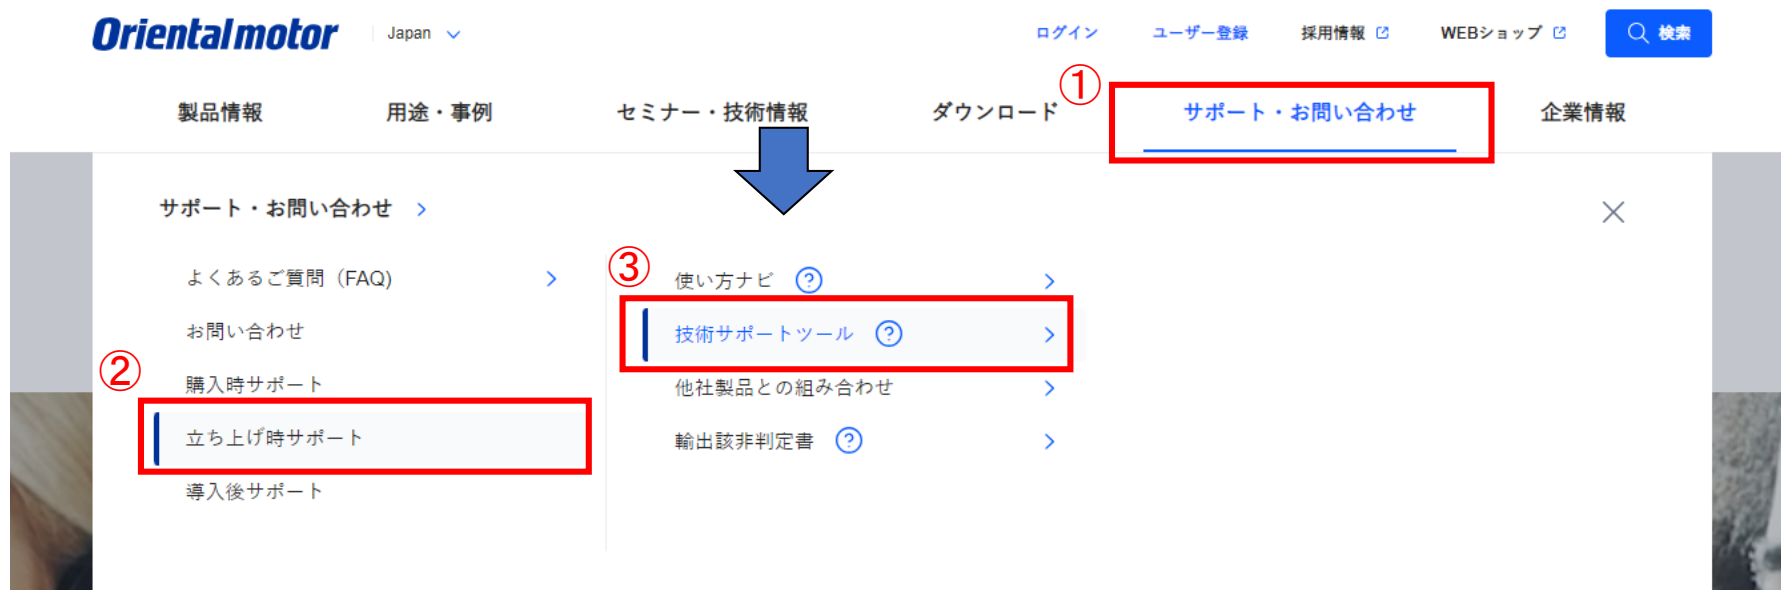 Orientalmotor Japan ログイン ユーザー登録 採用情報 WEBショップ 検索
①
製品情報 用途・事例 セミナー・技術情報 ダウンロード サポート・お問い合わせ 企業情報
サポート・お問い合わせ
③
よくあるご質問（FAQ) 使い方ナビ ?
お問い合わせ 技術サポートツール ?
②
購入時サポート 他社製品との組み合わせ
立ち上げ時サポート 輸出該非判定書 ?
導入後サポート